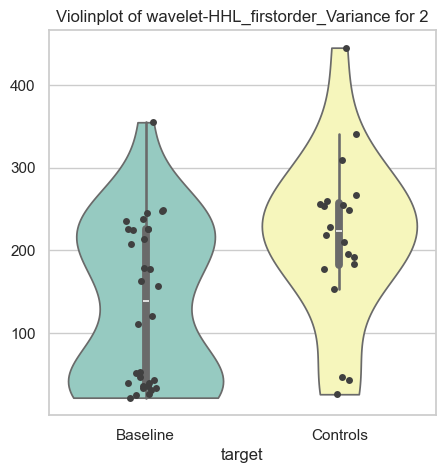 Violinplot of wavelet-HHL_firstorder_Variance for 2
400
300
200
100
Baseline
Controls
target